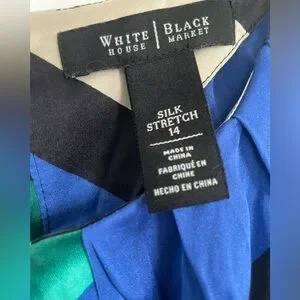 WHITE | BLACK
HOUSE | MARKET
SILK
STRETCH
14
MADE IN
CHINA
FABRIQUÉ EN
CHINE
HECHO EN CHINA